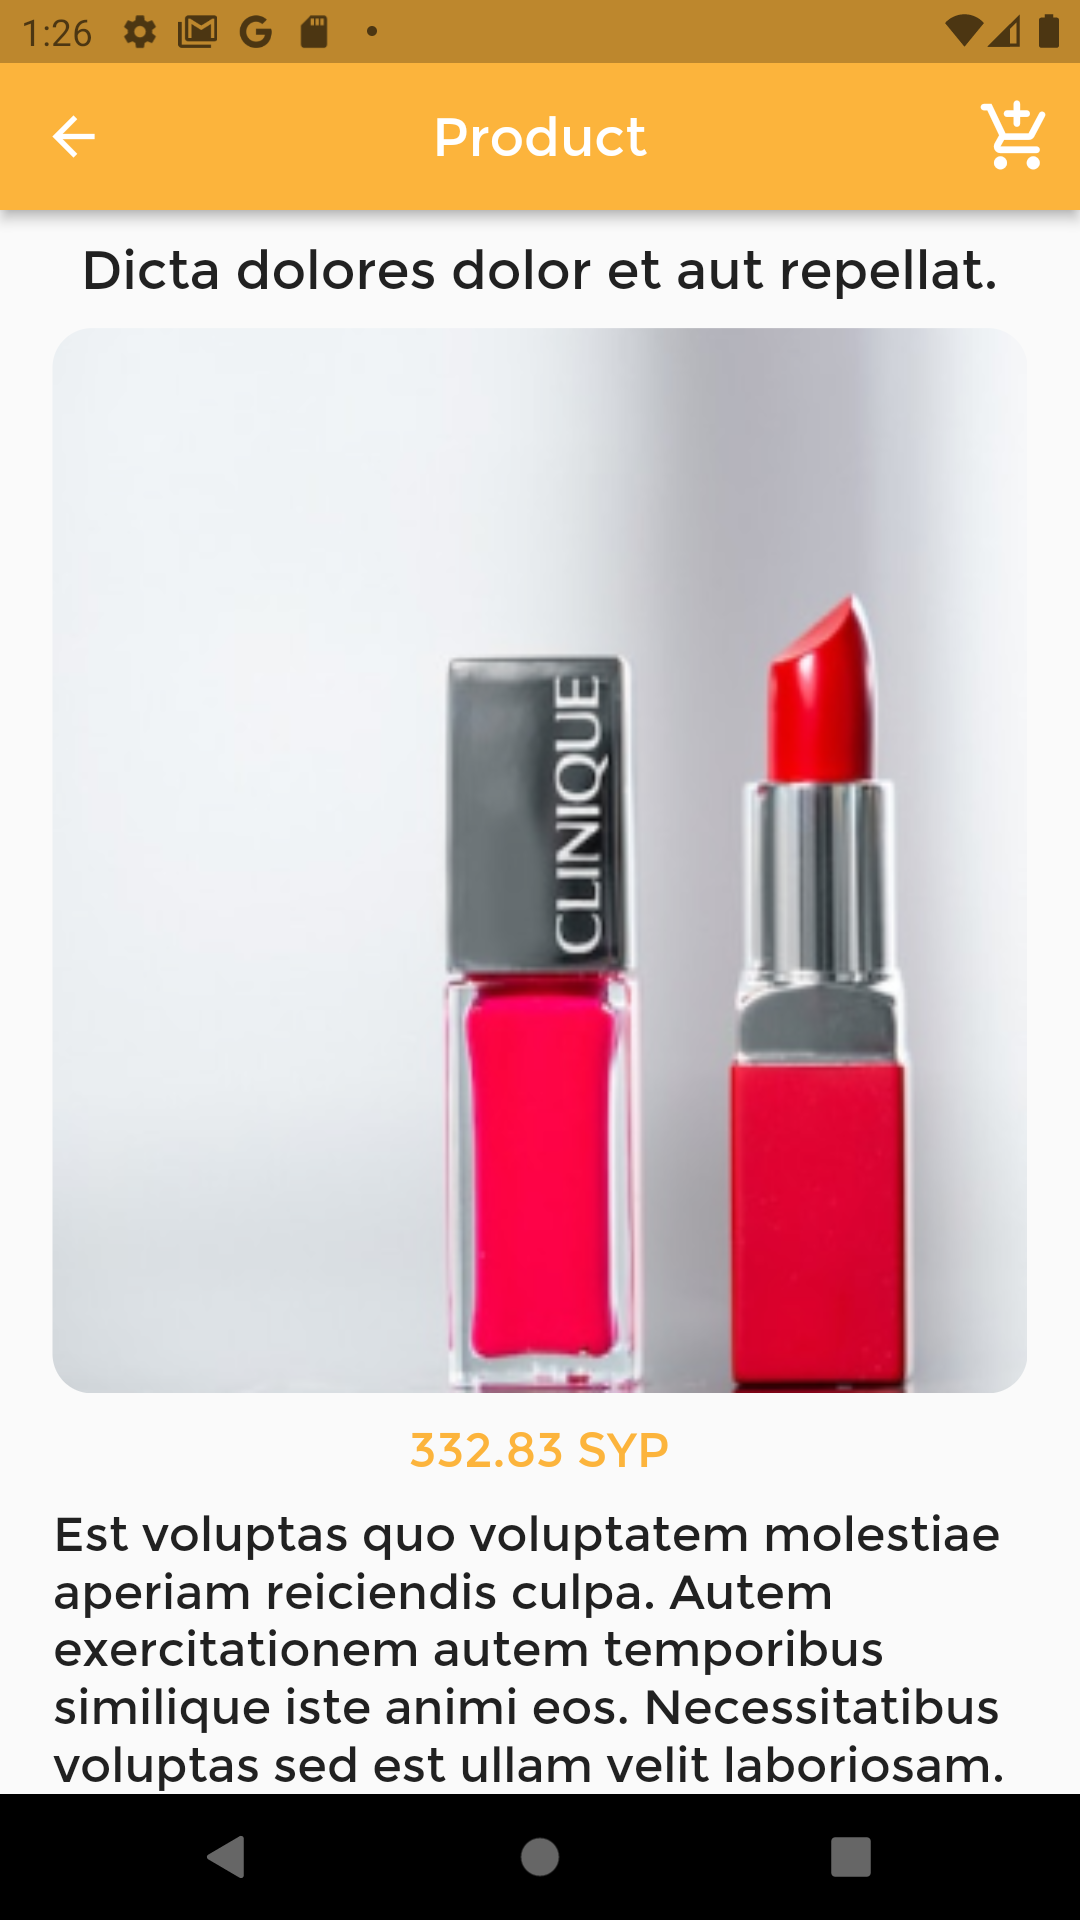 1:26
Product
Dicta dolores dolor et aut repellat.
CLINIQUE
332.83 SYP
Est voluptas quo voluptatem molestiae
aperiam reiciendis culpa. Autem
exercitationem autem temporibus
similique iste animi eos. Necessitatibus
voluptas sed est ullam velit laboriosam.